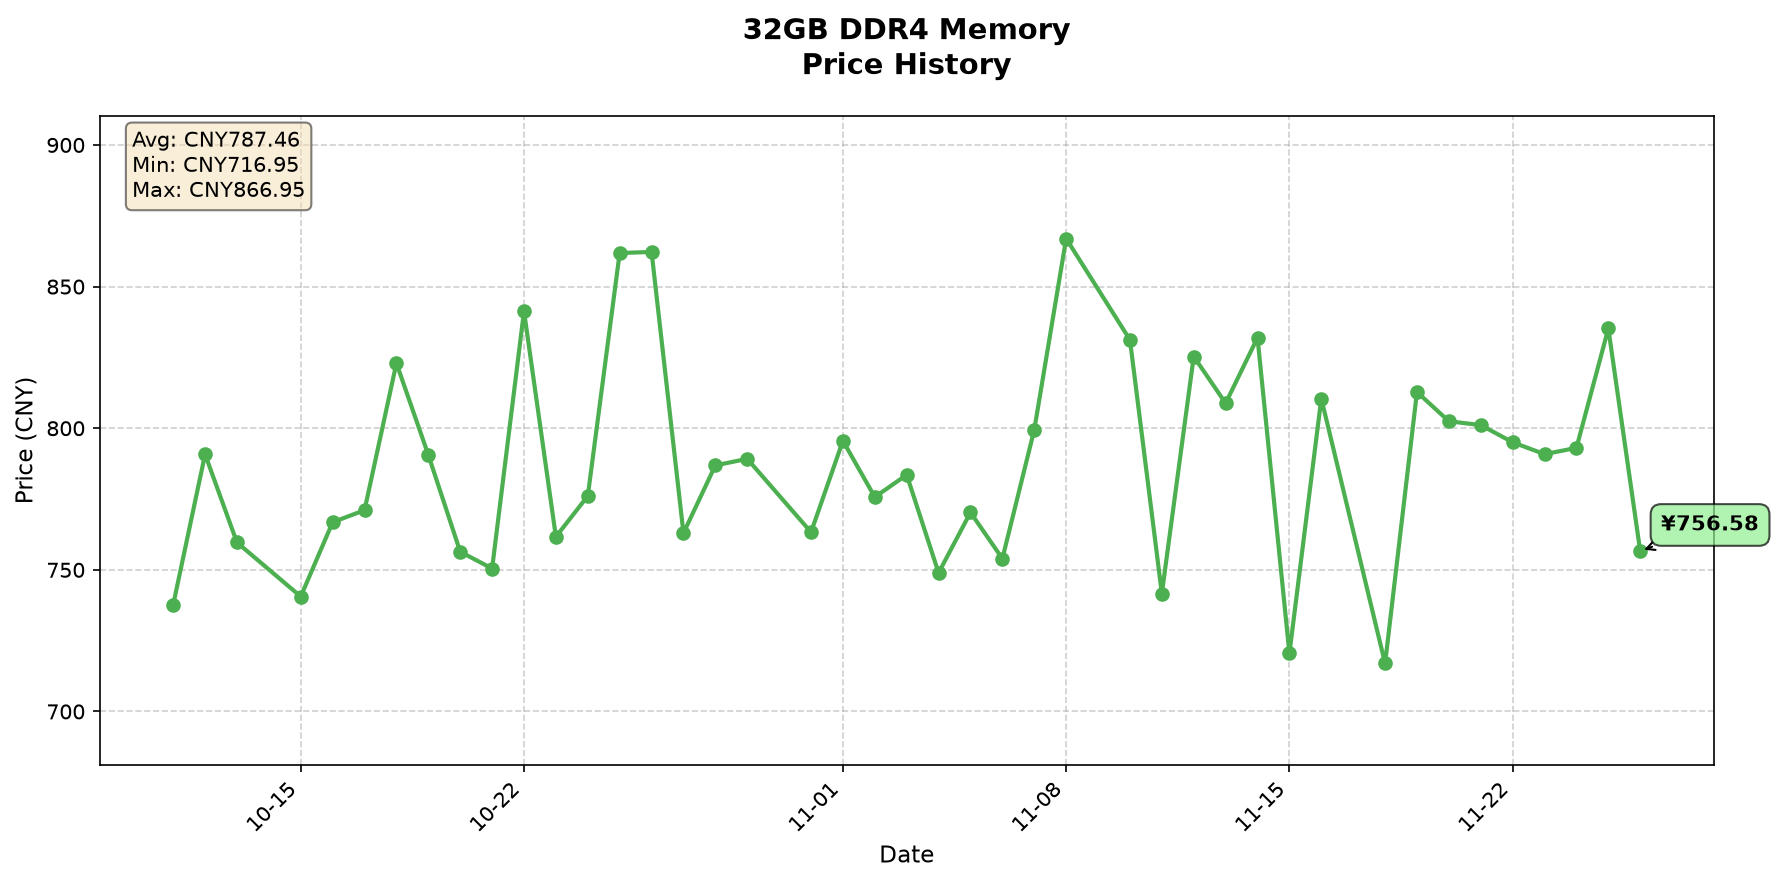 32GB DDR4 Memory
Price History
Avg: CNY787.46
Min: CNY716.95
Max: CNY866.95
900
850
800
750
700
Price (CNY)
¥756.58
10-15
10-22
11-01
11-08
11-15
11-22
Date